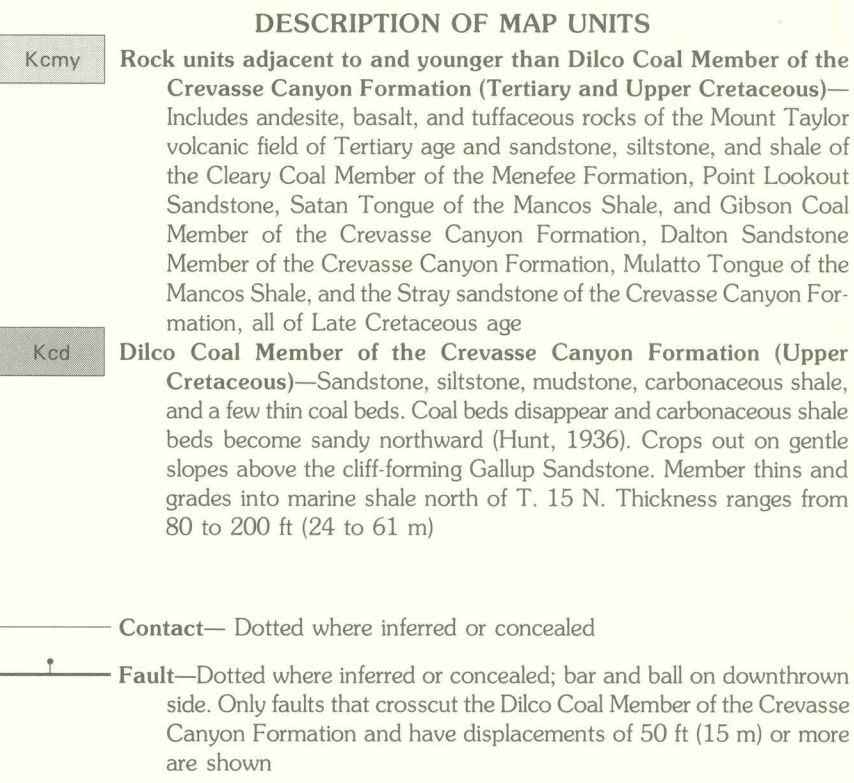 DESCRIPTION OF MAP UNITS
Kcmy
Rock units adjacent to and younger than Dilco Coal Member of the
Crevasse Canyon Formation (Tertiary and Upper Cretaceous)—
Includes andesite, basalt, and tuffaceous rocks of the Mount Taylor
volcanic field of Tertiary age and sandstone, siltstone, and shale of
the Cleary Coal Member of the Menefee Formation, Point Lookout
Sandstone, Satan Tongue of the Mancos Shale, and Gibson Coal
Member of the Crevasse Canyon Formation, Dalton Sandstone
Member of the Crevasse Canyon Formation, Mulatto Tongue of the
Mancos Shale, and the Stray sandstone of the Crevasse Canyon For-
mation, all of Late Cretaceous age
Kcd
Dilco Coal Member of the Crevasse Canyon Formation (Upper
Cretaceous)—Sandstone, siltstone, mudstone, carbonaceous shale,
and a few thin coal beds. Coal beds disappear and carbonaceous shale
beds become sandy northward (Hunt, 1936). Crops out on gentle
slopes above the cliff-forming Gallup Sandstone. Member thins and
grades into marine shale north of T. 15 N. Thickness ranges from
80 to 200 ft (24 to 61 m)
Contact— Dotted where inferred or concealed
Fault—Dotted where inferred or concealed; bar and ball on downthrown
side. Only faults that crosscut the Dilco Coal Member of the Crevasse
Canyon Formation and have displacements of 50 ft (15 m) or more
are shown